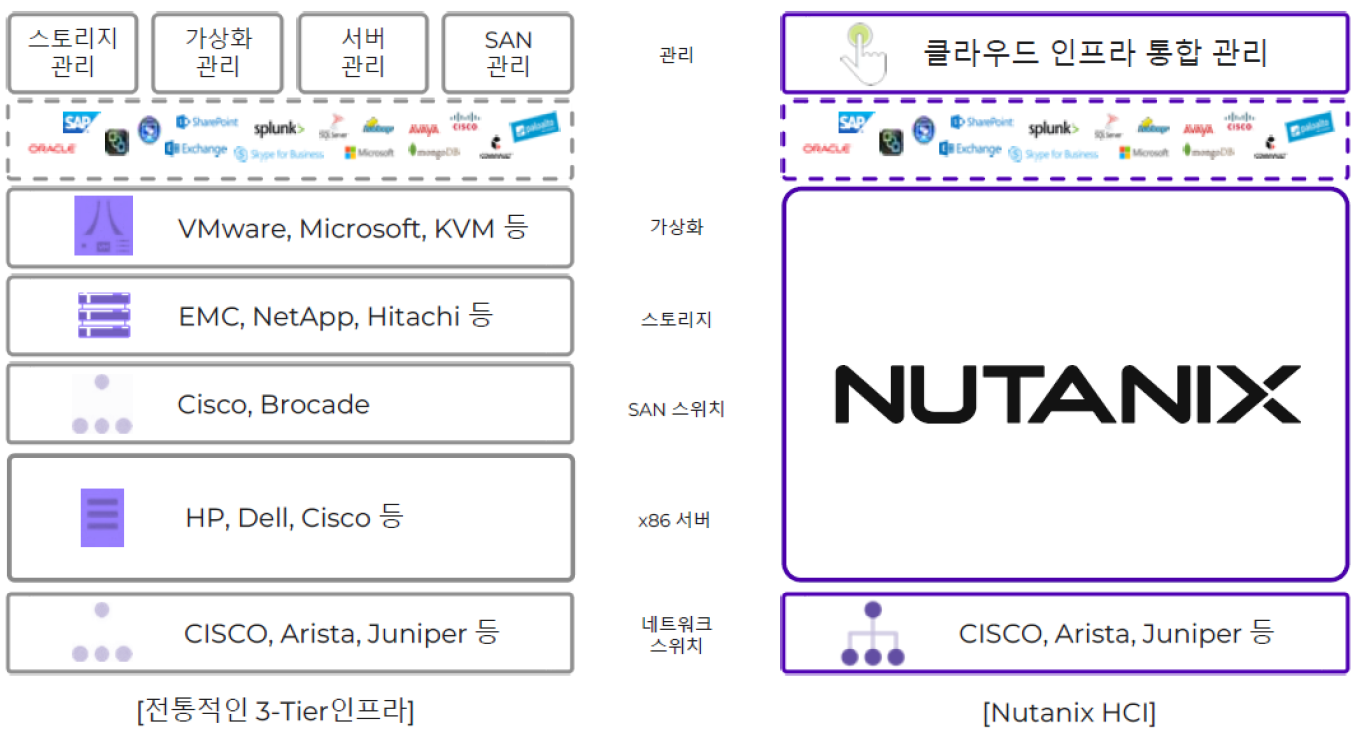 스토리지
관리
가상화
관리
서버
관리
SAN
관리
관리
클라우드 인프라 통합 관리
SAP
ORACLE
SharePoint
Exchange
splunk>
Skype for Business
SQL Server
Microsoft
hadoop
AVAYA
mongoDB
CISCO
COMMVAULT
paloalto
SAP
ORACLE
SharePoint
Exchange
splunk>
Skype for Business
SQL Server
Microsoft
hadoop
AVAYA
mongoDB
CISCO
COMMVAULT
paloalto
VMware, Microsoft, KVM 등
가상화
EMC, NetApp, Hitachi 등
스토리지
Cisco, Brocade
SAN 스위치
HP, Dell, Cisco 등
x86 서버
NUTANIX
CISCO, Arista, Juniper 등
네트워크
스위치
CISCO, Arista, Juniper 등
[전통적인 3-Tier인프라]
[Nutanix HCI]